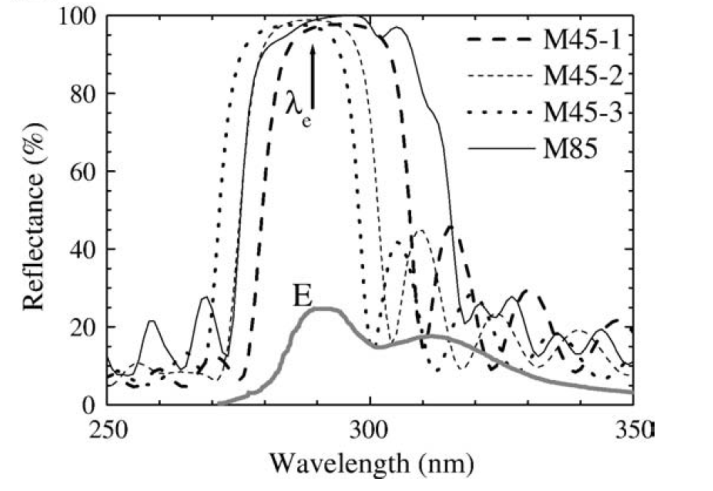 100
80
60
40
20
0
Reflectance (%)
M45-1
M45-2
M45-3
M85
λe
E
250
300
350
Wavelength (nm)